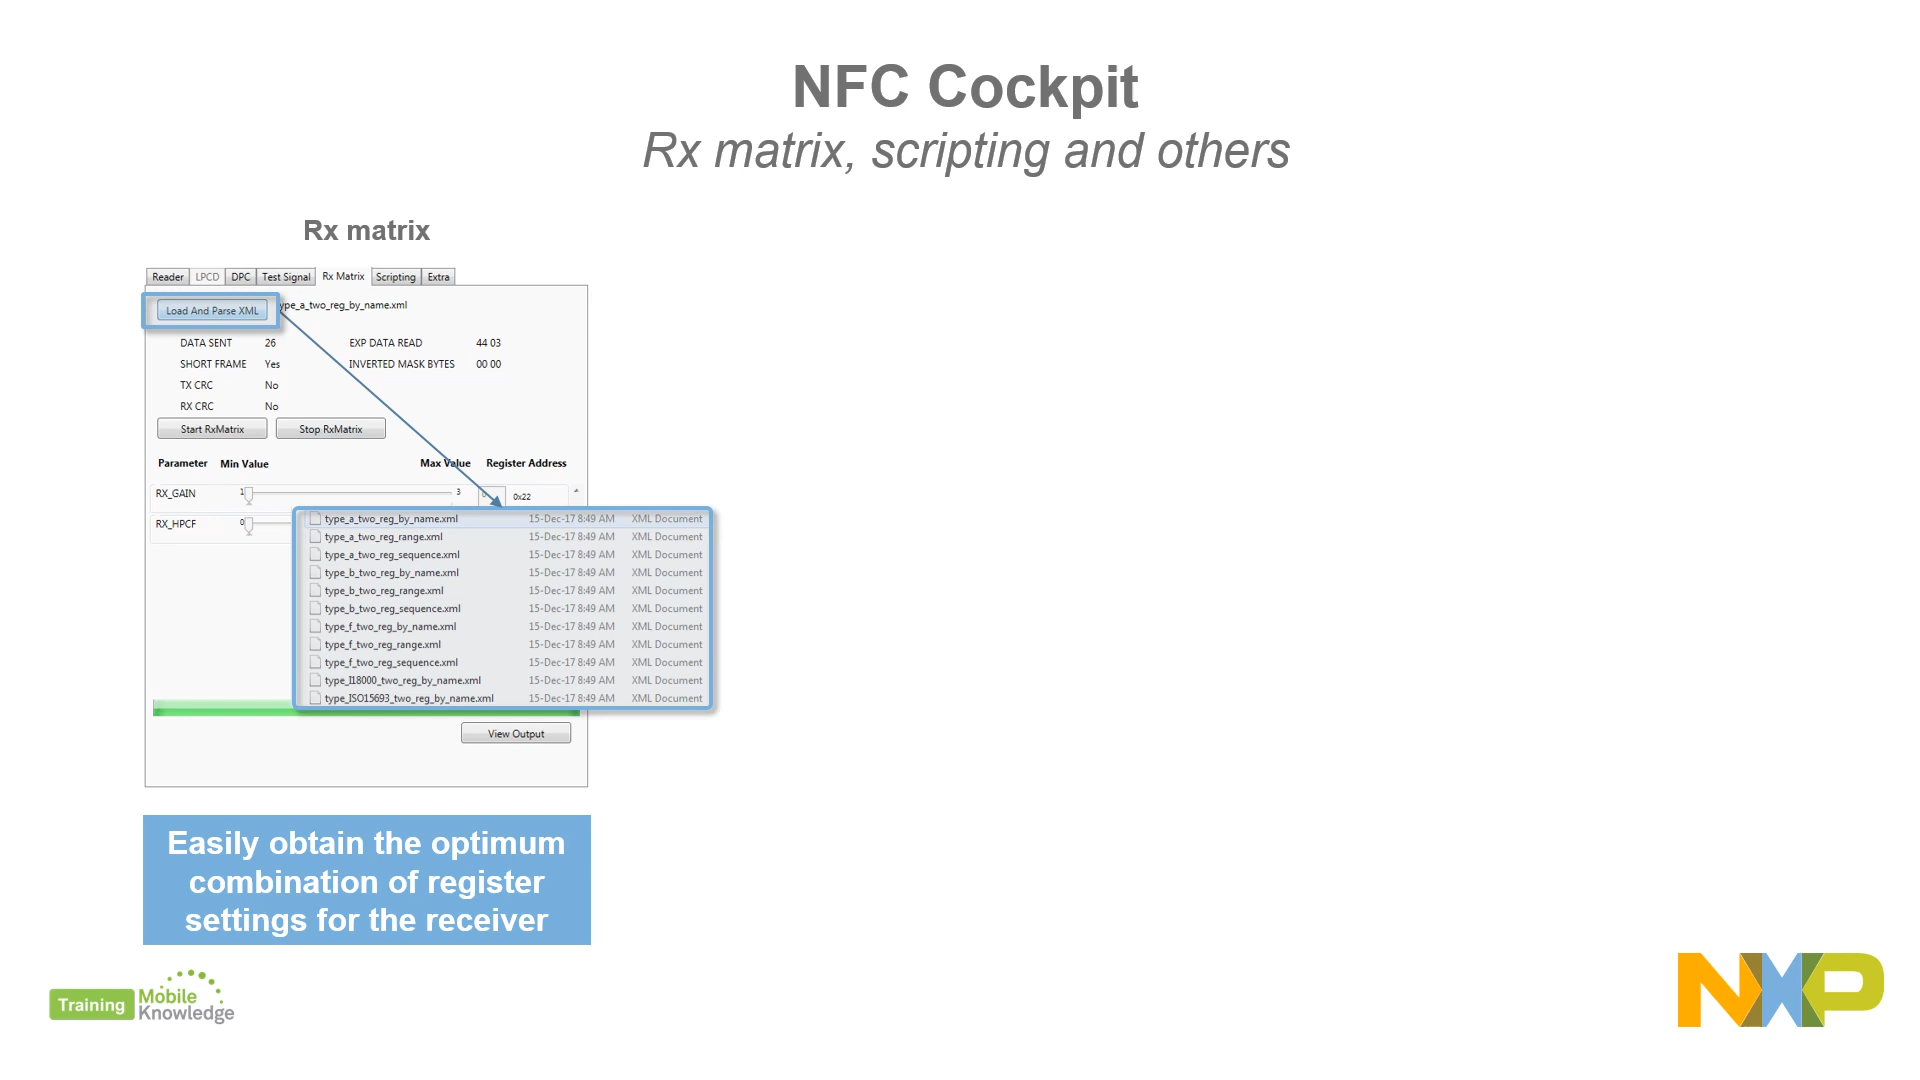 NFC Cockpit
Rx matrix, scripting and others
Rx matrix
Reader LPCD DPC Test Signal Rx Matrix Scripting Extra
Load And Parse XML ype_a_two_reg_by_name.xml
DATA SENT 26 EXP DATA READ 44 03
SHORT FRAME Yes INVERTED MASK BYTES 00 00
TX CRC No
RX CRC No
Start RxMatrix Stop RxMatrix
Parameter Min Value Max Value Register Address
RX_GAIN 1 3 0x22
RX_HPCF 0
type_a_two_reg_by_name.xml 15-Dec-17 8:49 AM XML Document
type_a_two_reg_range.xml 15-Dec-17 8:49 AM XML Document
type_a_two_reg_sequence.xml 15-Dec-17 8:49 AM XML Document
type_b_two_reg_by_name.xml 15-Dec-17 8:49 AM XML Document
type_b_two_reg_range.xml 15-Dec-17 8:49 AM XML Document
type_b_two_reg_sequence.xml 15-Dec-17 8:49 AM XML Document
type_f_two_reg_by_name.xml 15-Dec-17 8:49 AM XML Document
type_f_two_reg_range.xml 15-Dec-17 8:49 AM XML Document
type_f_two_reg_sequence.xml 15-Dec-17 8:49 AM XML Document
type_I18000_two_reg_by_name.xml 15-Dec-17 8:49 AM XML Document
type_ISO15693_two_reg_by_name.xml 15-Dec-17 8:49 AM XML Document
View Output
Easily obtain the optimum
combination of register
settings for the receiver
Training Mobile
Knowledge
NXP